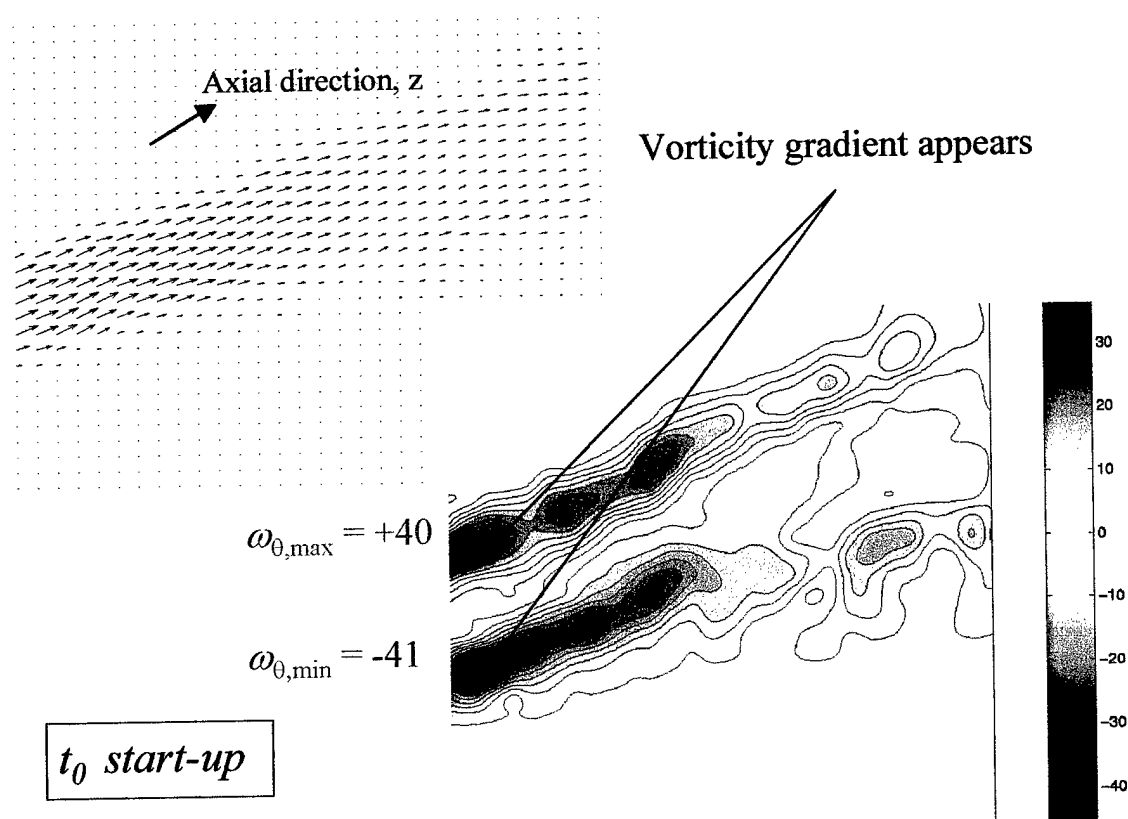 Axial direction, z
Vorticity gradient appears
ω_θ,max = +40
ω_θ,min = -41
t_0 start-up
30
20
10
0
-10
-20
-30
-40